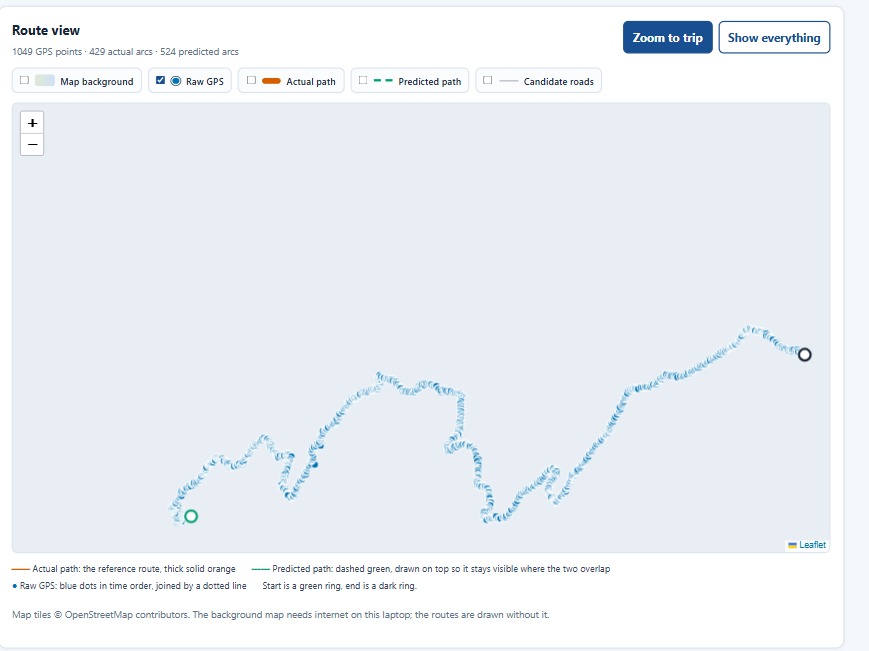 Route view
Zoom to trip
Show everything
1049 GPS points · 429 actual arcs · 524 predicted arcs
Map background
Raw GPS
Actual path
Predicted path
Candidate roads
+
−
Leaflet
Actual path: the reference route, thick solid orange
Predicted path: dashed green, drawn on top so it stays visible where the two overlap
Raw GPS: blue dots in time order, joined by a dotted line
Start is a green ring, end is a dark ring.
Map tiles © OpenStreetMap contributors. The background map needs internet on this laptop; the routes are drawn without it.